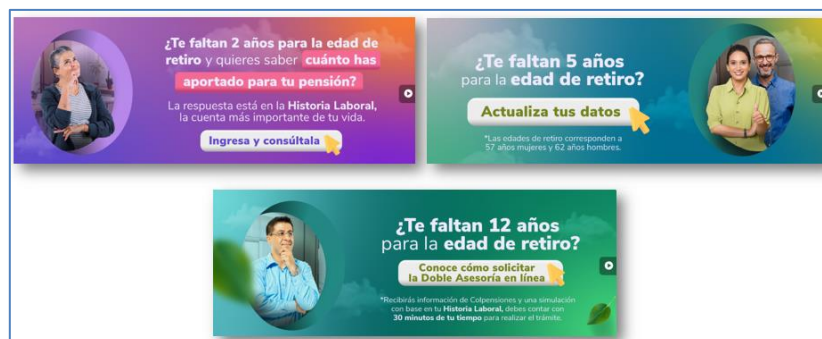 ¿Te faltan 2 años para la edad de
retiro y quieres saber cuánto has
aportado para tu pensión?
La respuesta está en la Historia Laboral,
la cuenta más importante de tu vida.
Ingresa y consúltala
¿Te faltan 5 años
para la edad de retiro?
Actualiza tus datos
*Las edades de retiro corresponden a
57 años mujeres y 62 años hombres.
¿Te faltan 12 años
para la edad de retiro?
Conoce cómo solicitar
la Doble Asesoría en línea
*Recibirás información de Colpensiones y una simulación
con base en tu Historia Laboral, debes contar con
30 minutos de tu tiempo para realizar el trámite.